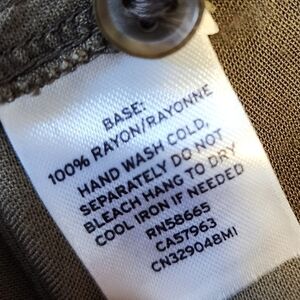 BASE:
100% RAYON/RAYONNE
HAND WASH COLD,
SEPARATELY DO NOT
BLEACH HANG TO DRY
COOL IRON IF NEEDED
RN58665
CA57963
CN329048MI